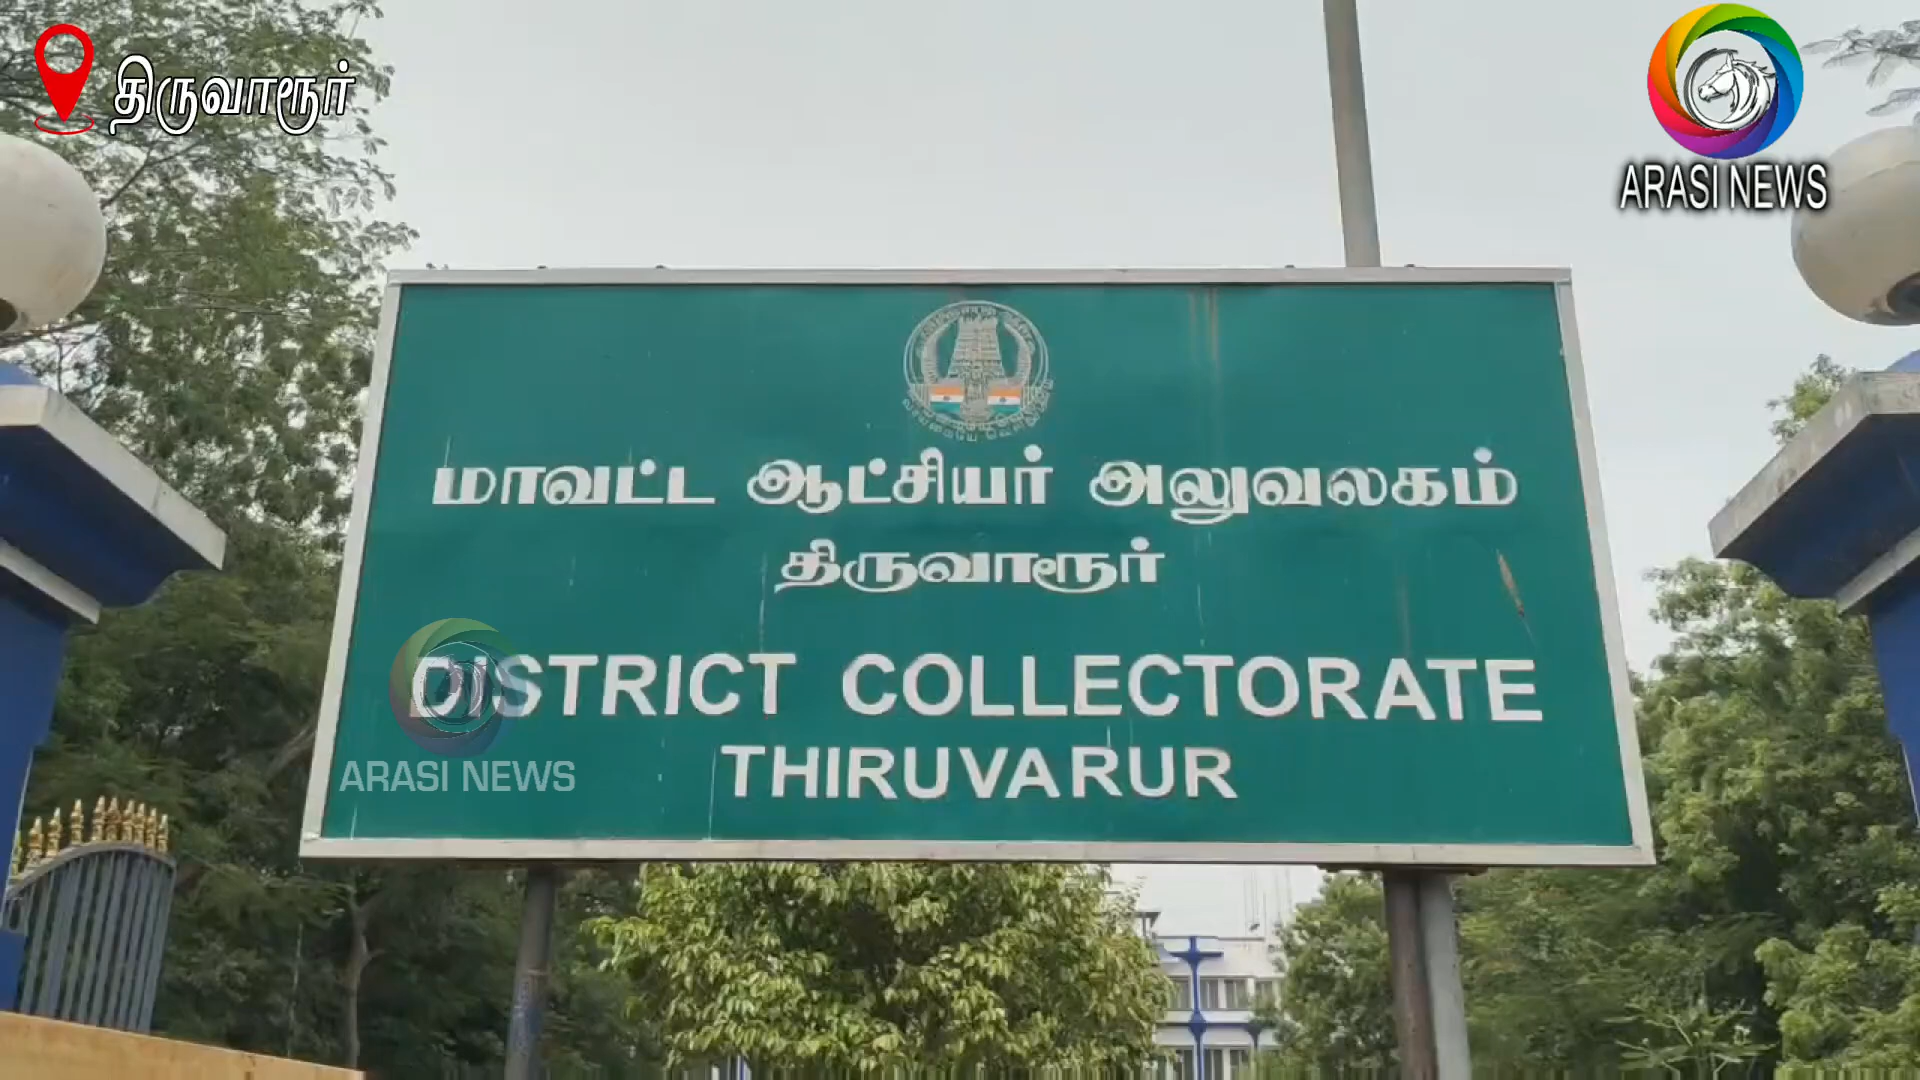 திருவாரூர்
ARASI NEWS
மாவட்ட ஆட்சியர் அலுவலகம்
திருவாரூர்
DISTRICT COLLECTORATE
THIRUVARUR
ARASI NEWS